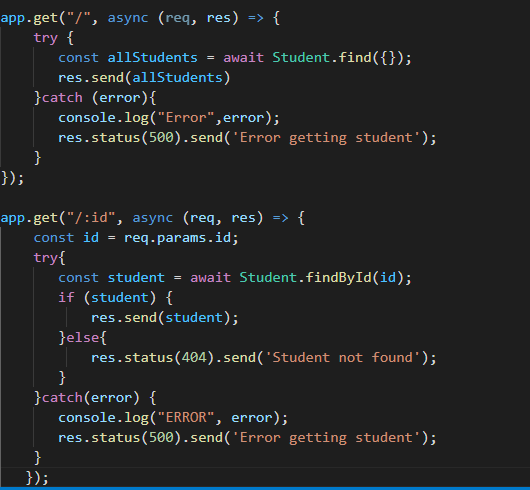 app.get("/", async (req, res) => {
    try {
       const allStudents = await Student.find({});
       res.send(allStudents)
    }catch (error){
       console.log("Error",error);
       res.status(500).send('Error getting student');
    }
});

app.get("/:id", async (req, res) => {
    const id = req.params.id;
    try{
       const student = await Student.findById(id);
       if (student) {
           res.send(student);
       }else{
           res.status(404).send('Student not found');
       }
    }catch(error) {
       console.log("ERROR", error);
       res.status(500).send('Error getting student');
    }
   });